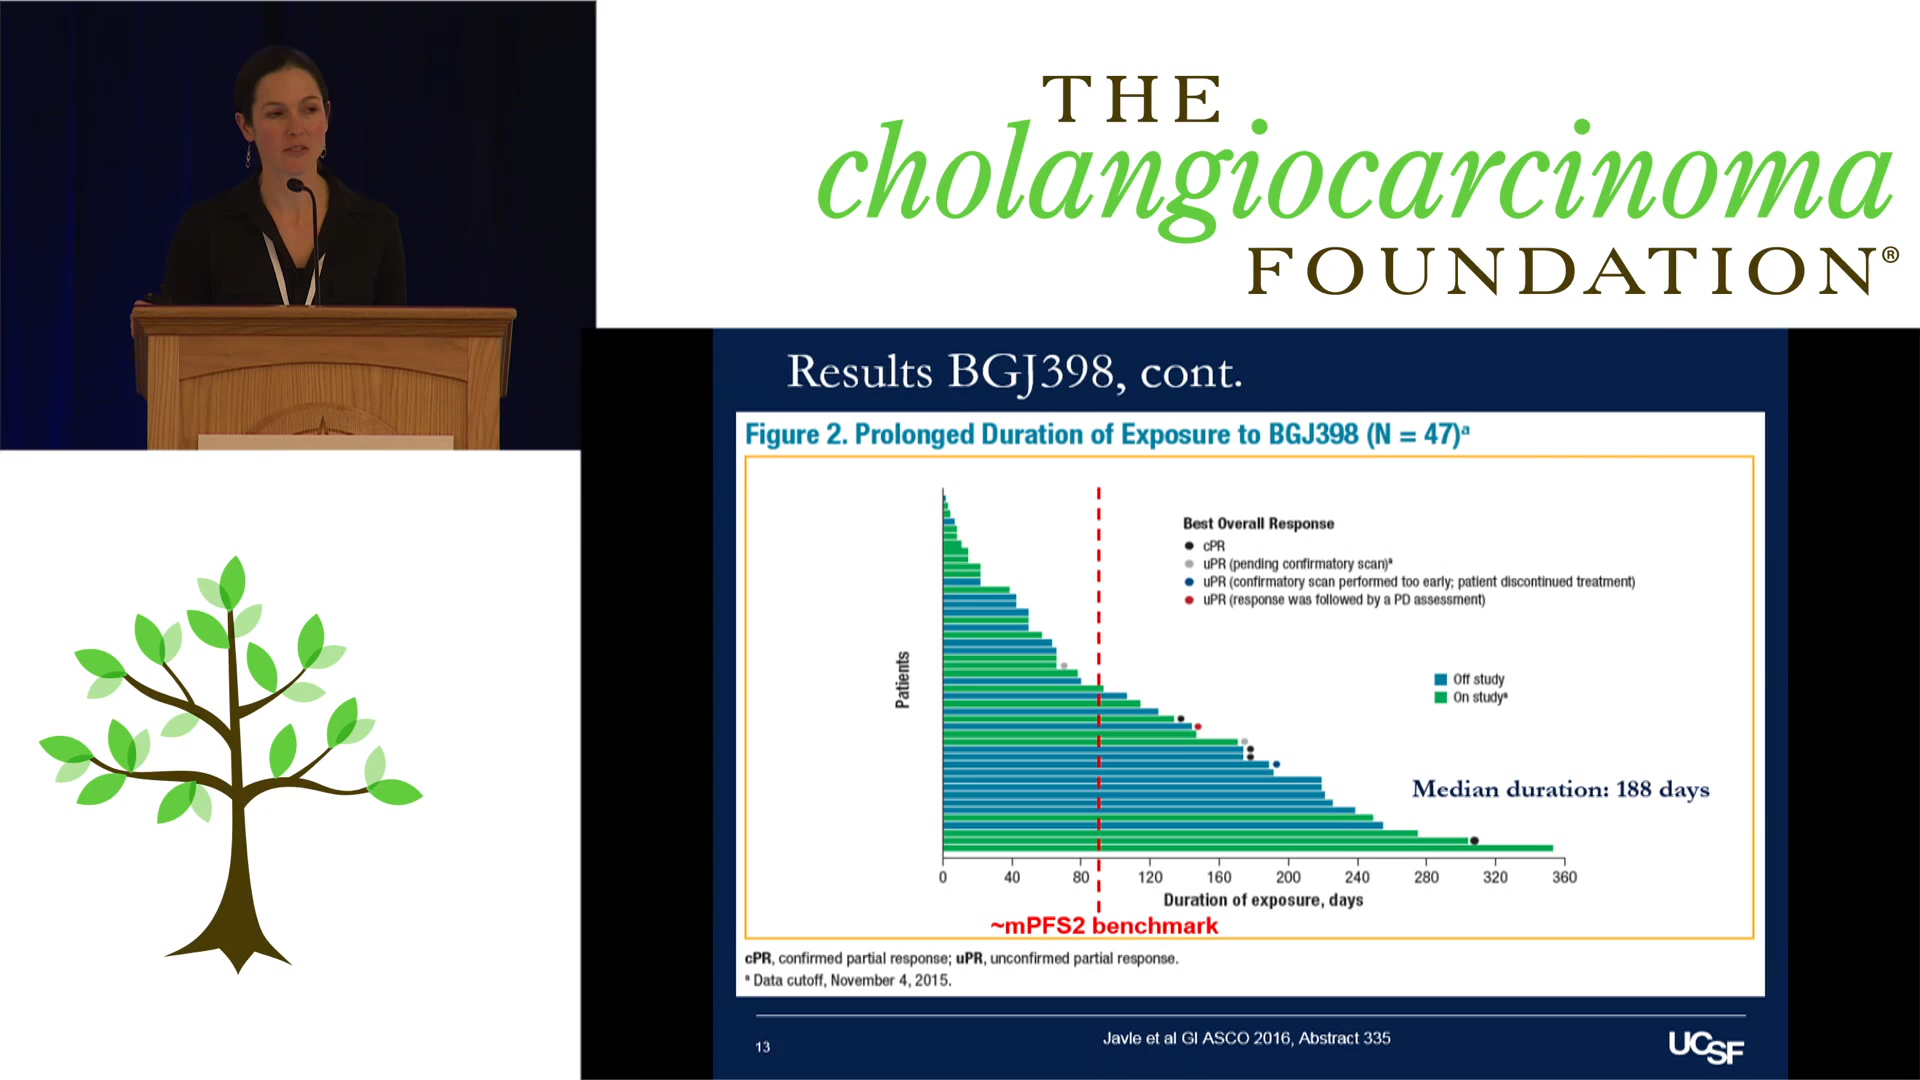 THE
cholangiocarcinoma
FOUNDATION®
Results BGJ398, cont.
Figure 2. Prolonged Duration of Exposure to BGJ398 (N = 47)ª
Best Overall Response
cPR
uPR (pending confirmatory scan)ª
uPR (confirmatory scan performed too early; patient discontinued treatment)
uPR (response was followed by a PD assessment)
Patients
Off study
On studyª
Median duration: 188 days
0 40 80 120 160 200 240 280 320 360
Duration of exposure, days
~mPFS2 benchmark
cPR, confirmed partial response; uPR, unconfirmed partial response.
ª Data cutoff, November 4, 2015.
13
Javle et al GI ASCO 2016, Abstract 335
UCSF